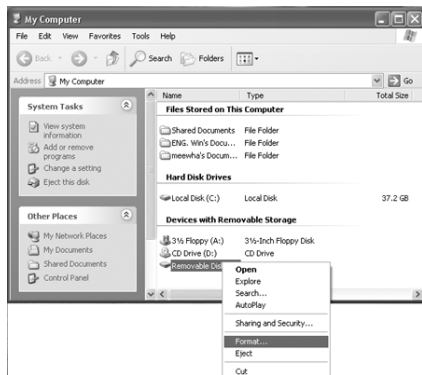 My Computer
File Edit View Favorites Tools Help
Back Search Folders
Address My Computer Go
System Tasks
View system information
Add or remove programs
Change a setting
Eject this disk
Other Places
My Network Places
My Documents
Shared Documents
Control Panel
Name Type Total Size
Files Stored on This Computer
Shared Documents File Folder
ENG. Win's Docu... File Folder
meewha's Docum... File Folder
Hard Disk Drives
Local Disk (C:) Local Disk 37.2 GB
Devices with Removable Storage
3½ Floppy (A:) 3½-Inch Floppy Disk
CD Drive (D:) CD Drive
Removable Dis
Open
Explore
Search...
AutoPlay
Sharing and Security...
Format...
Eject
Cut